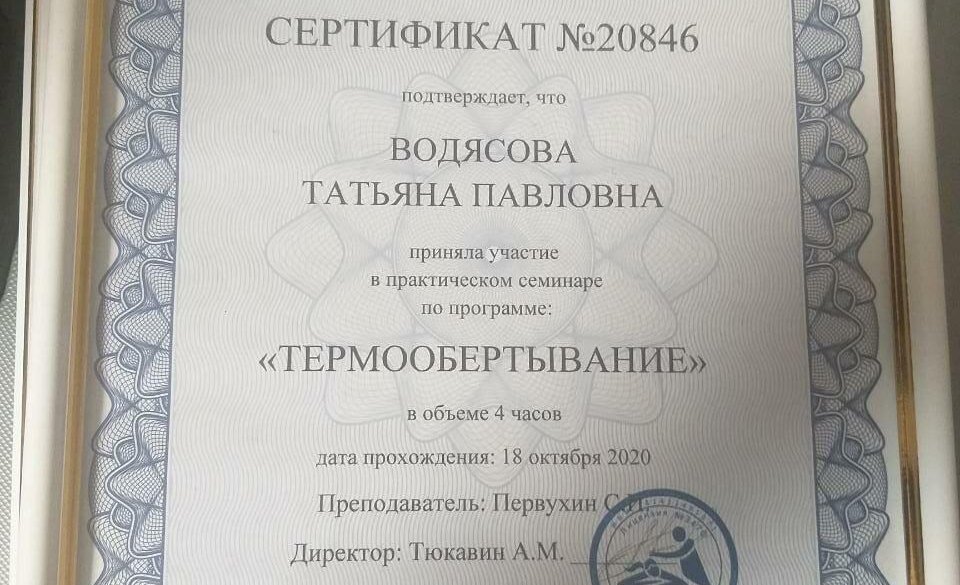 СЕРТИФИКАТ №20846
подтверждает, что
ВОДЯСОВА
ТАТЬЯНА ПАВЛОВНА
приняла участие
в практическом семинаре
по программе:
«ТЕРМООБЕРТЫВАНИЕ»
в объеме 4 часов
дата прохождения: 18 октября 2020
Преподаватель: Первухин
Директор: Тюкавин А.М.